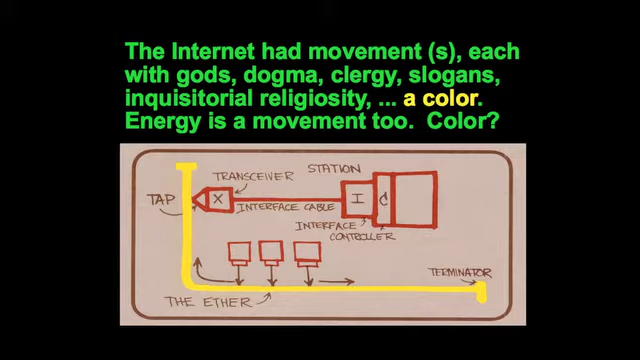 The Internet had movement (s), each
with gods, dogma, clergy, slogans,
inquisitorial religiosity, ... a color.
Energy is a movement too.  Color?
STATION
TRANSCEIVER
TAP
X
INTERFACE CABLE
I
C
INTERFACE
CONTROLLER
TERMINATOR
THE ETHER